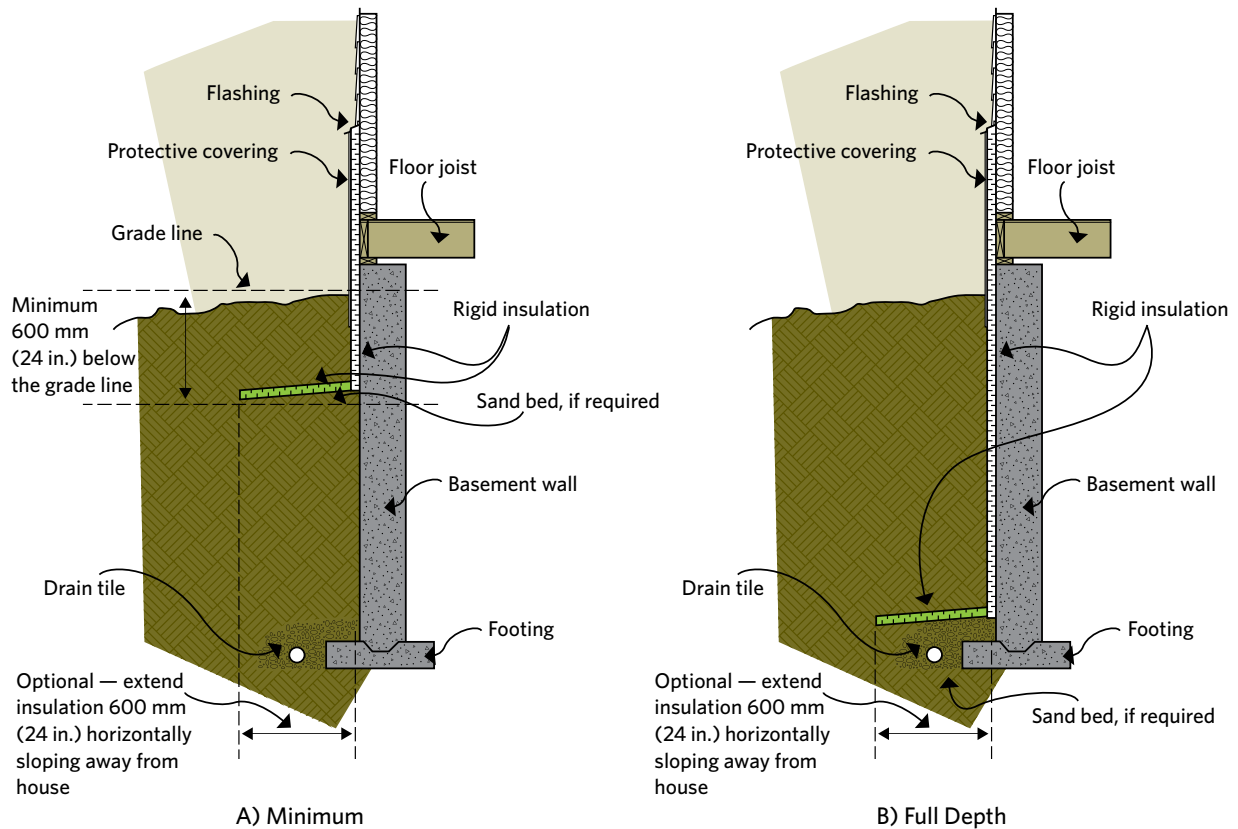 Flashing
Protective covering
Floor joist
Grade line
Minimum
600 mm
(24 in.) below
the grade line
Rigid insulation
Sand bed, if required
Basement wall
Drain tile
Footing
Optional — extend
insulation 600 mm
(24 in.) horizontally
sloping away from
house
A) Minimum
Flashing
Protective covering
Floor joist
Rigid insulation
Basement wall
Drain tile
Footing
Optional — extend
insulation 600 mm
(24 in.) horizontally
sloping away from
house
Sand bed, if required
B) Full Depth